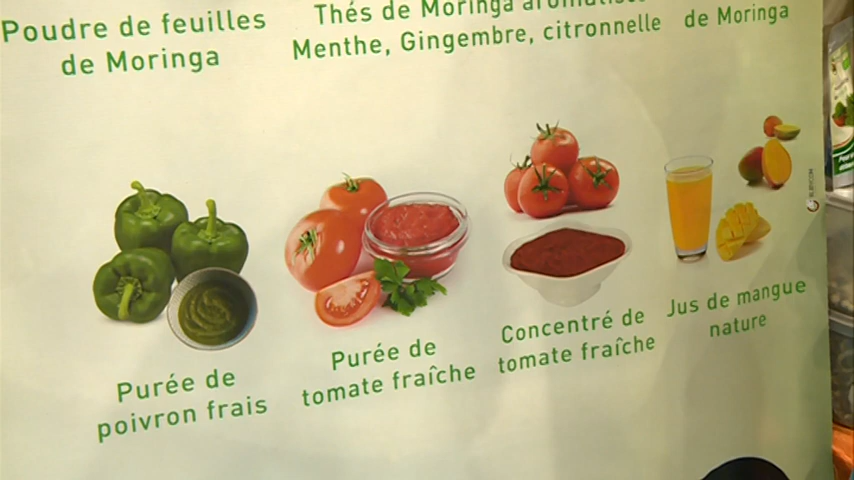 Poudre de feuilles
de Moringa
Thés de Moringa
Menthe, Gingembre, citronnelle
de Moringa
Purée de
poivron frais
Purée de
tomate fraîche
Concentré de
tomate fraîche
Jus de mangue
nature